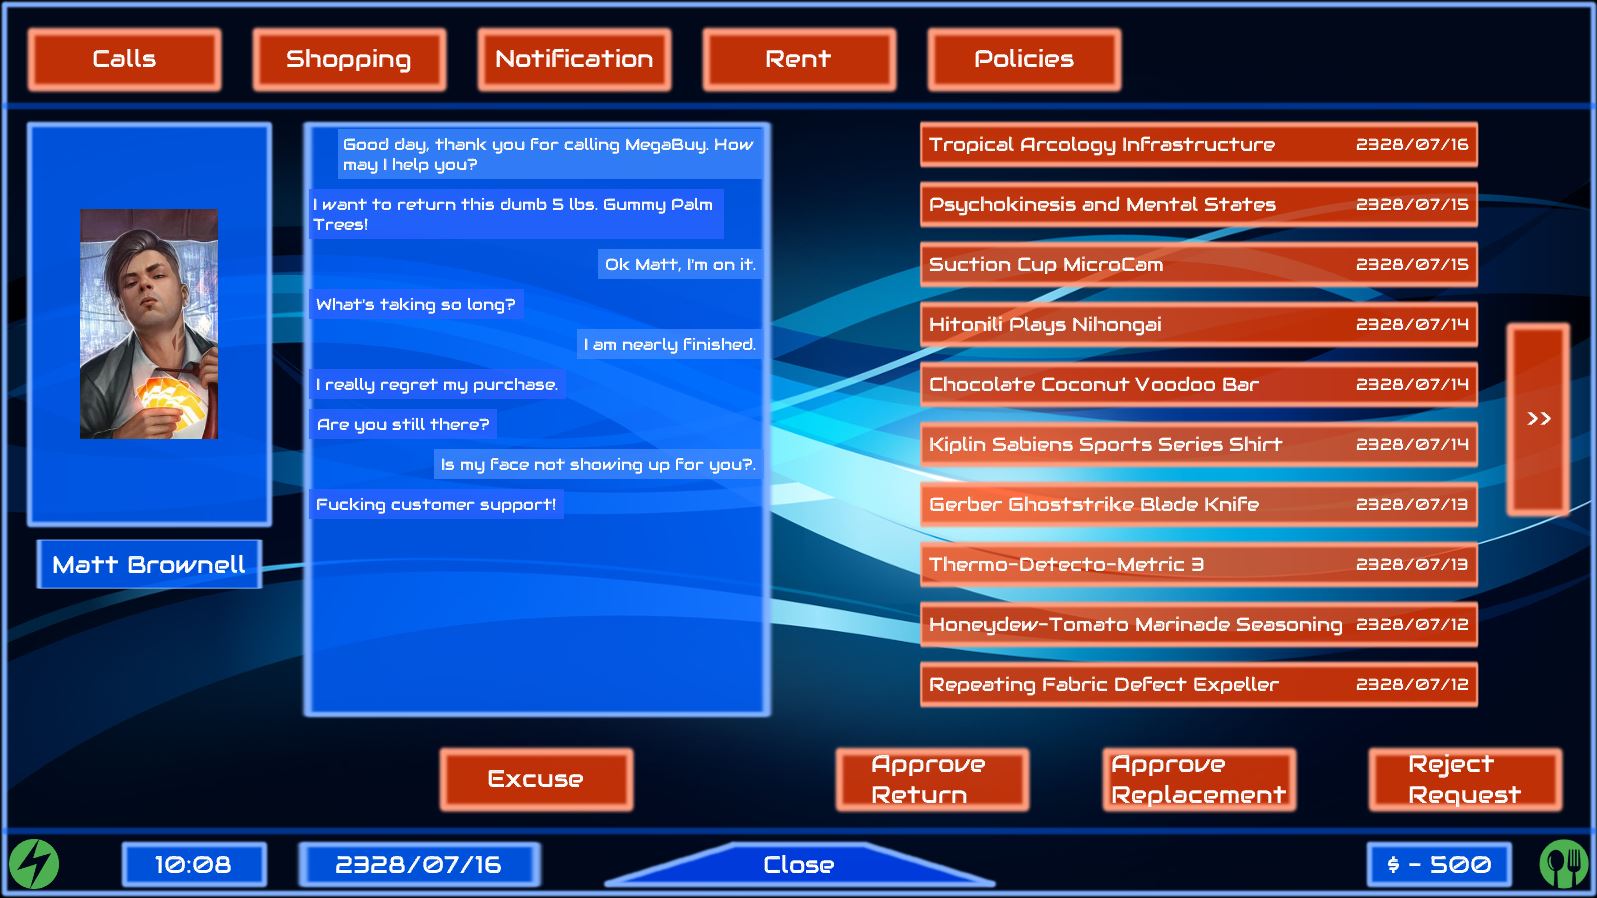 Calls
Shopping
Notification
Rent
Policies
Good day, thank you for calling MegaBuy. How
may I help you?
I want to return this dumb 5 lbs. Gummy Palm
Trees!
Ok Matt, I'm on it.
What's taking so long?
I am nearly finished.
I really regret my purchase.
Are you still there?
Is my face not showing up for you?.
Fucking customer support!
Matt Brownell
Tropical Arcology Infrastructure 2328/07/16
Psychokinesis and Mental States 2328/07/15
Suction Cup MicroCam 2328/07/15
Hitonili Plays Nihongai 2328/07/14
Chocolate Coconut Voodoo Bar 2328/07/14
Kiplin Sabiens Sports Series Shirt 2328/07/14
Gerber Ghoststrike Blade Knife 2328/07/13
Thermo-Detecto-Metric 3 2328/07/13
Honeydew-Tomato Marinade Seasoning 2328/07/12
Repeating Fabric Defect Expeller 2328/07/12
>>
Excuse
Approve
Return
Approve
Replacement
Reject
Request
10:08
2328/07/16
Close
$ - 500